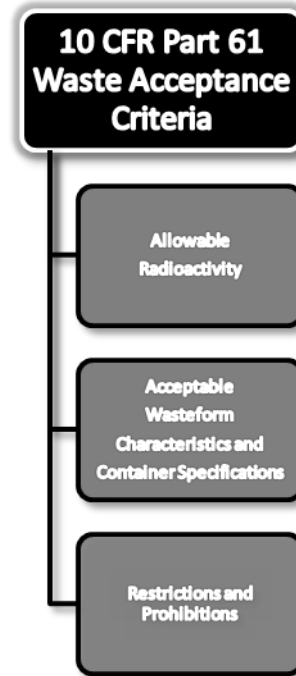 10 CFR Part 61
Waste Acceptance
Criteria
Allowable
Radioactivity
Acceptable
Wasteform
Characteristics and
Container Specifications
Restrictions and
Prohibitions